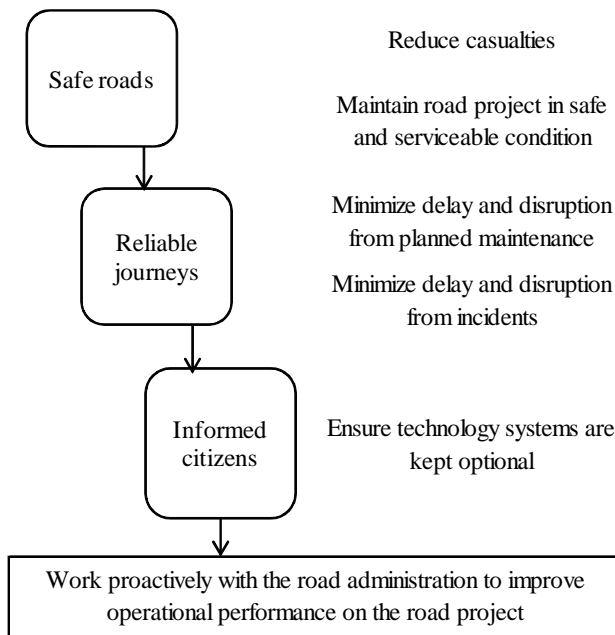 Safe roads
Reduce casualties
Maintain road project in safe
and serviceable condition
Reliable
journeys
Minimize delay and disruption
from planned maintenance
Minimize delay and disruption
from incidents
Informed
citizens
Ensure technology systems are
kept optional
Work proactively with the road administration to improve
operational performance on the road project